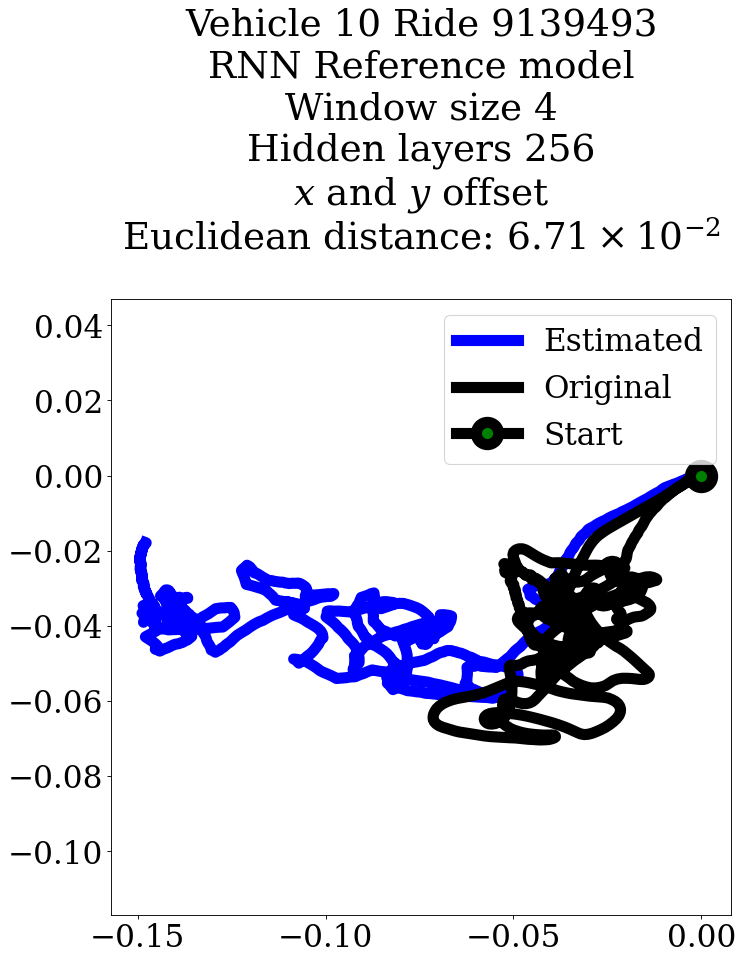 Vehicle 10 Ride 9139493
RNN Reference model
Window size 4
Hidden layers 256
x and y offset
Euclidean distance: 6.71 × 10⁻²
Estimated
Original
Start
0.04
0.02
0.00
−0.02
−0.04
−0.06
−0.08
−0.10
−0.15
−0.10
−0.05
0.00